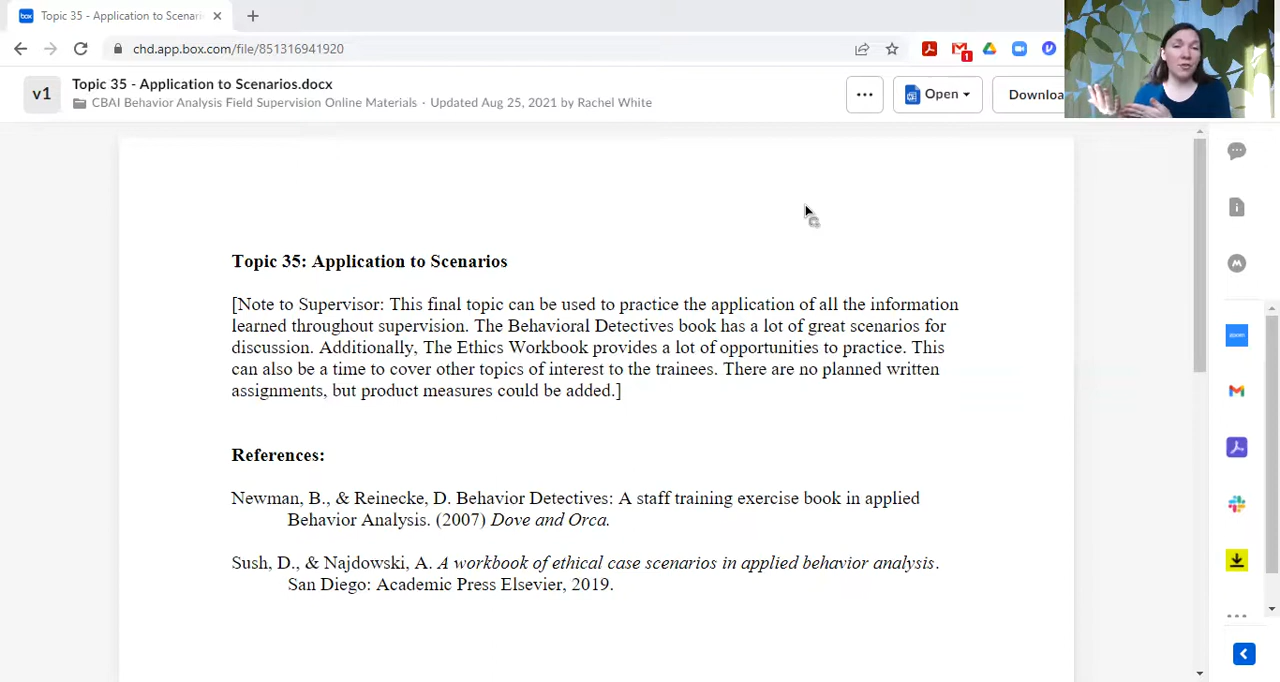 box Topic 35 - Application to Scenari
chd.app.box.com/file/851316941920
1
v1
Topic 35 - Application to Scenarios.docx
CBAI Behavior Analysis Field Supervision Online Materials · Updated Aug 25, 2021 by Rachel White
Open
Downloa
Topic 35: Application to Scenarios
[Note to Supervisor: This final topic can be used to practice the application of all the information
learned throughout supervision. The Behavioral Detectives book has a lot of great scenarios for
discussion. Additionally, The Ethics Workbook provides a lot of opportunities to practice. This
can also be a time to cover other topics of interest to the trainees. There are no planned written
assignments, but product measures could be added.]
References:
Newman, B., & Reinecke, D. Behavior Detectives: A staff training exercise book in applied
Behavior Analysis. (2007) Dove and Orca.
Sush, D., & Najdowski, A. A workbook of ethical case scenarios in applied behavior analysis.
San Diego: Academic Press Elsevier, 2019.